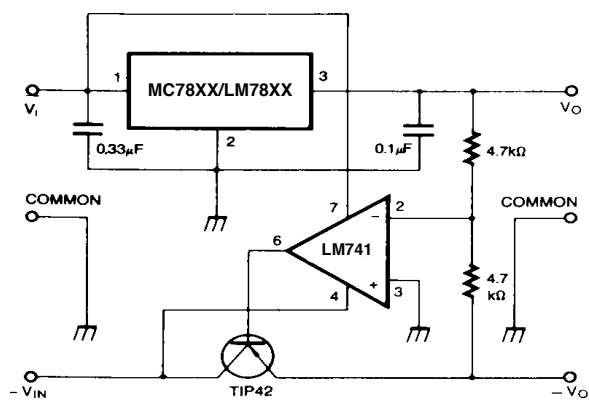 1
MC78XX/LM78XX
3
VI
VO
2
0.33μF
0.1μF
4.7kΩ
COMMON
COMMON
7
2
−
6
LM741
4
+
3
4.7
kΩ
−VIN
TIP42
−VO